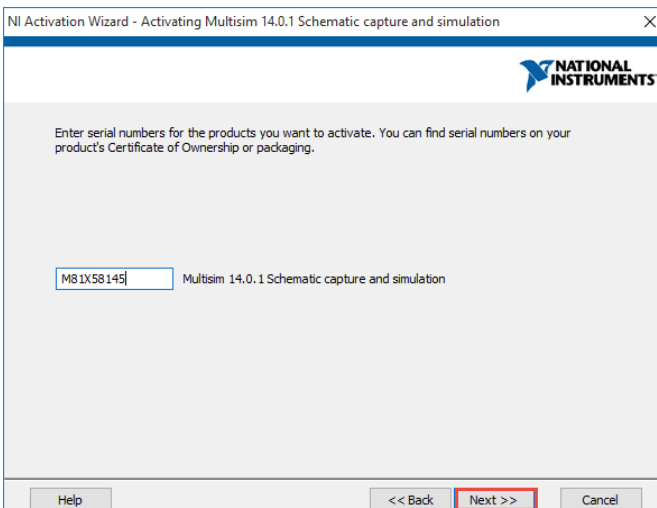 NI Activation Wizard - Activating Multisim 14.0.1 Schematic capture and simulation
NATIONAL
INSTRUMENTS
Enter serial numbers for the products you want to activate. You can find serial numbers on your
product's Certificate of Ownership or packaging.
M81X58145 Multisim 14.0.1 Schematic capture and simulation
Help << Back Next >> Cancel